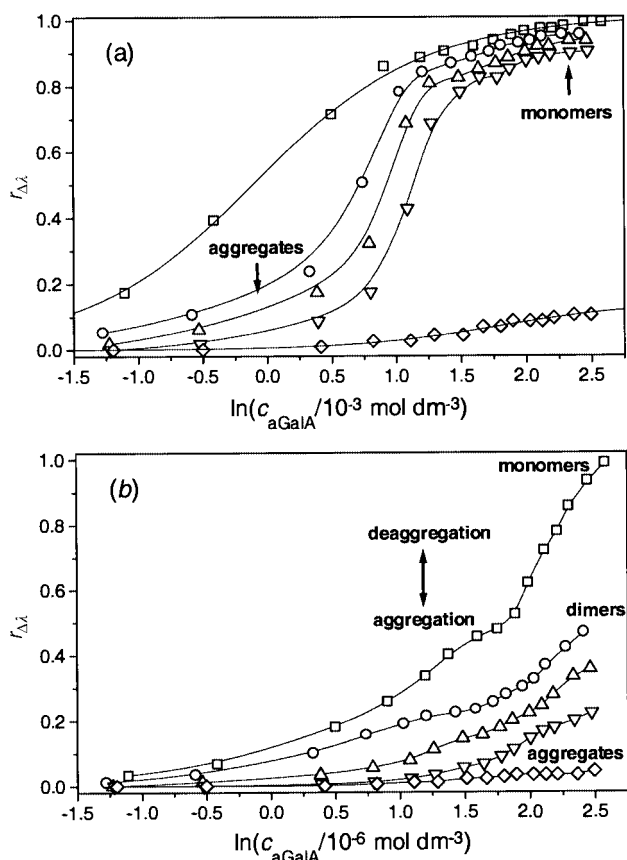 (a)
1.0
0.8
0.6
0.4
0.2
0.0
rΔλ
monomers
aggregates
-1.5 -1.0 -0.5 0.0 0.5 1.0 1.5 2.0 2.5
ln(caGalA/10-3 mol dm-3)
(b)
1.0
0.8
0.6
0.4
0.2
0.0
rΔλ
monomers
deaggregation
aggregation
dimers
aggregates
-1.5 -1.0 -0.5 0.0 0.5 1.0 1.5 2.0 2.5
ln(caGalA/10-6 mol dm-3)